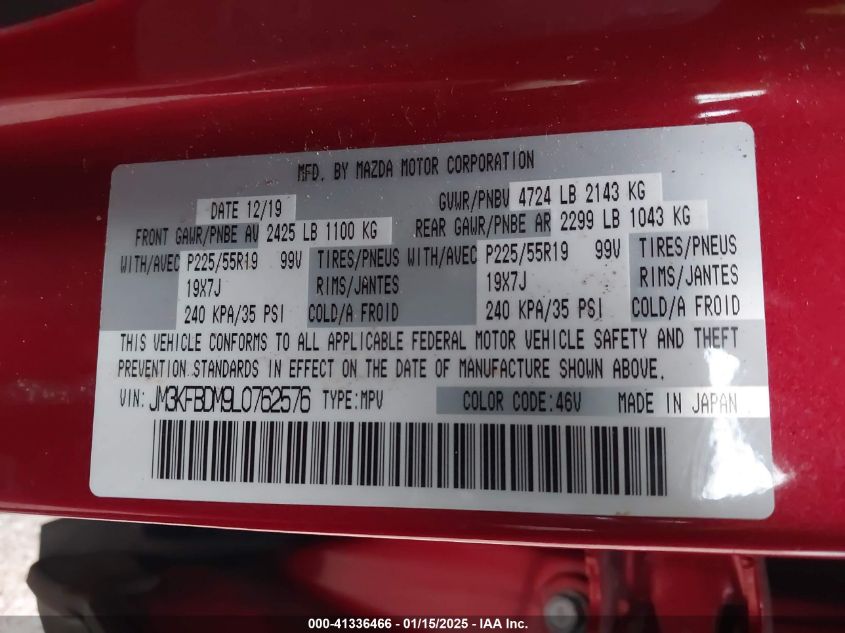 MFD. BY MAZDA MOTOR CORPORATION
DATE 12/19 GVWR/PNBV 4724 LB 2143 KG
FRONT GAWR/PNBE AV 2425 LB 1100 KG REAR GAWR/PNBE AR 2299 LB 1043 KG
WITH/AVEC P225/55R19 99V TIRES/PNEUS WITH/AVEC P225/55R19 99V TIRES/PNEUS
19X7J RIMS/JANTES 19X7J RIMS/JANTES
240 KPA/35 PSI COLD/A FROID 240 KPA/35 PSI COLD/A FROID
THIS VEHICLE CONFORMS TO ALL APPLICABLE FEDERAL MOTOR VEHICLE SAFETY AND THEFT
PREVENTION STANDARDS IN EFFECT ON THE DATE OF MANUFACTURE SHOWN ABOVE.
VIN: JM3KFBDM9L0762576 TYPE:MPV COLOR CODE:46V MADE IN JAPAN
000-41336466 - 01/15/2025 - IAA Inc.